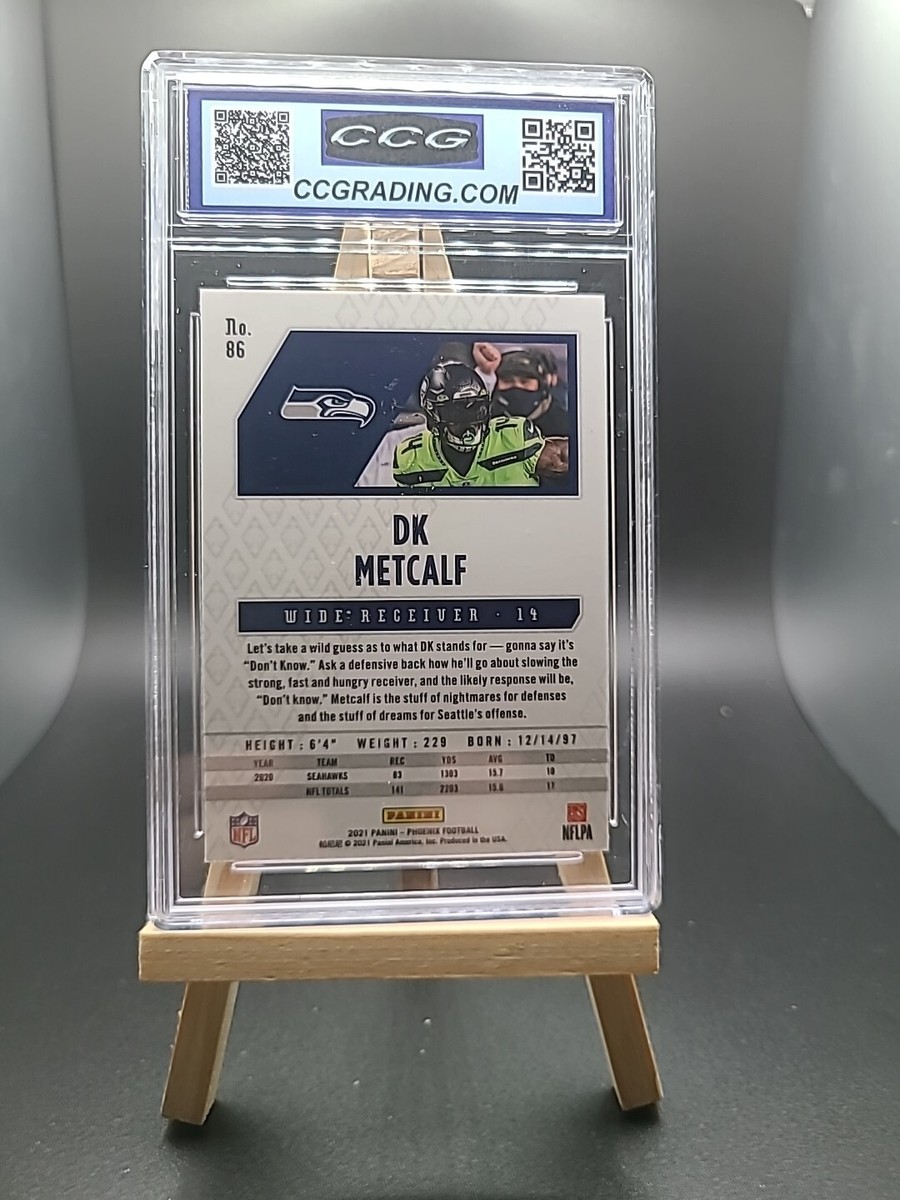 CCG
CCGRADING.COM
No.
86
14
DK
METCALF
WIDE RECEIVER · 14
Let's take a wild guess as to what DK stands for — gonna say it's
"Don't Know." Ask a defensive back how he'll go about slowing the
strong, fast and hungry receiver, and the likely response will be,
"Don't know." Metcalf is the stuff of nightmares for defenses
and the stuff of dreams for Seattle's offense.
HEIGHT : 6'4" WEIGHT : 229 BORN : 12/14/97
YEAR TEAM REC YDS AVG TD
2020 SEAHAWKS 83 1303 15.7 10
NFL TOTALS 141 2203 15.6 17
PANINI
NFL
NFLPA
2021 PANINI – PHOENIX FOOTBALL
© 2021 Panini America, Inc. Produced in the USA.